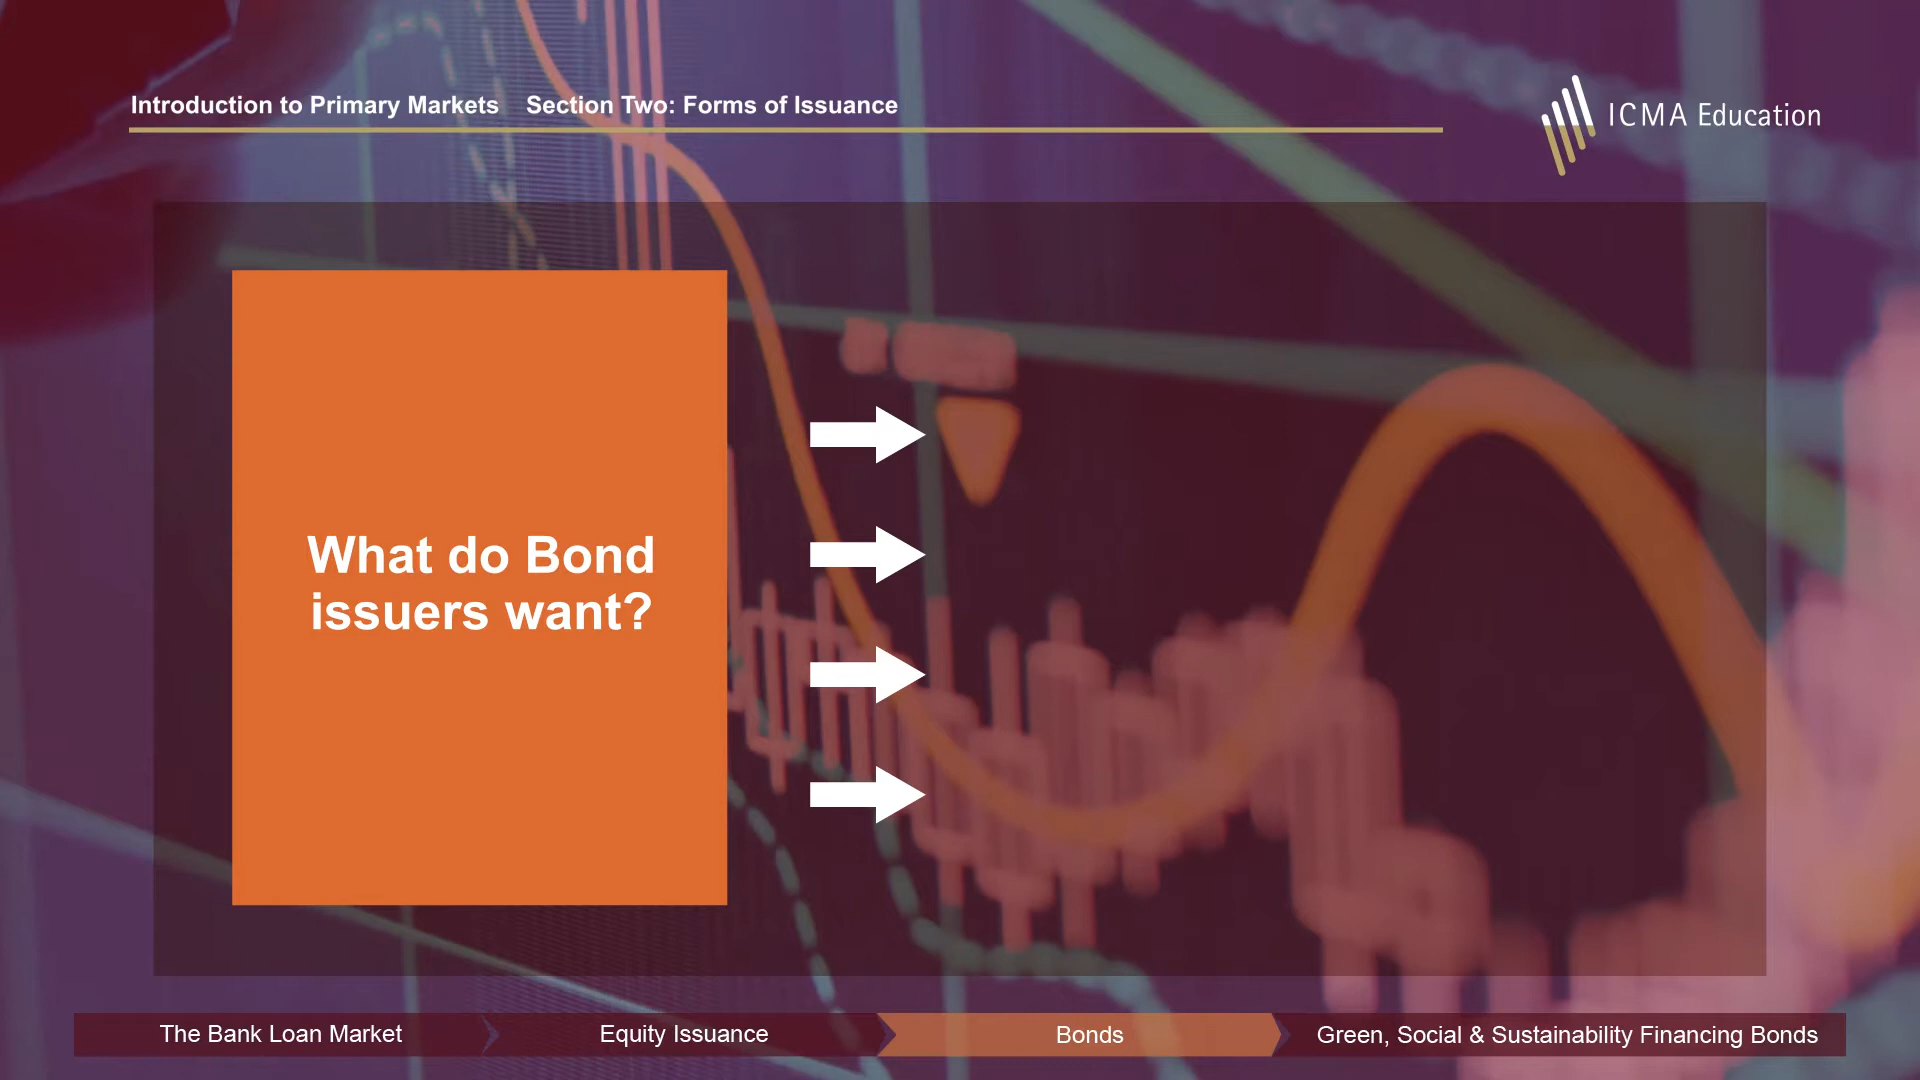 Introduction to Primary Markets Section Two: Forms of Issuance
ICMA Education
What do Bond
issuers want?
The Bank Loan Market
Equity Issuance
Bonds
Green, Social & Sustainability Financing Bonds